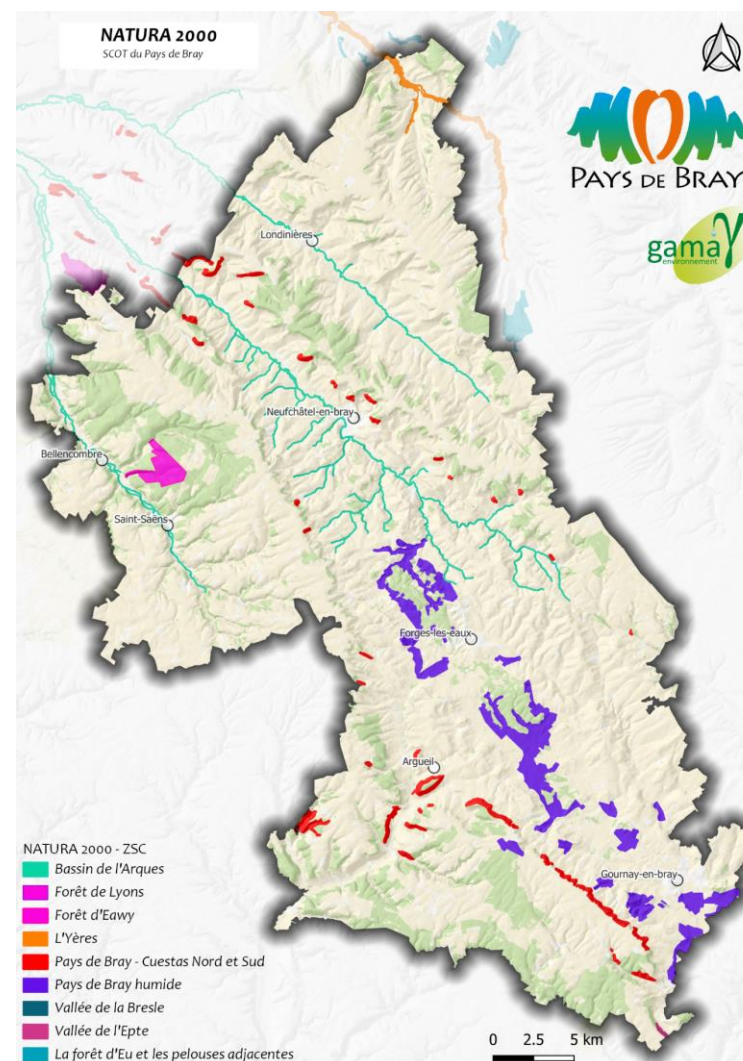 NATURA 2000
SCOT du Pays de Bray
PAYS DE BRAY
gama
environnement
Londinières
Neufchâtel-en-bray
Bellencombre
Saint-Saëns
Forges-les-eaux
Argueil
Gournay-en-bray
NATURA 2000 - ZSC
Bassin de l'Arques
Forêt de Lyons
Forêt d'Eawy
L'Yères
Pays de Bray - Cuestas Nord et Sud
Pays de Bray humide
Vallée de la Bresle
Vallée de l'Epte
La forêt d'Eu et les pelouses adjacentes
0 2.5 5 km